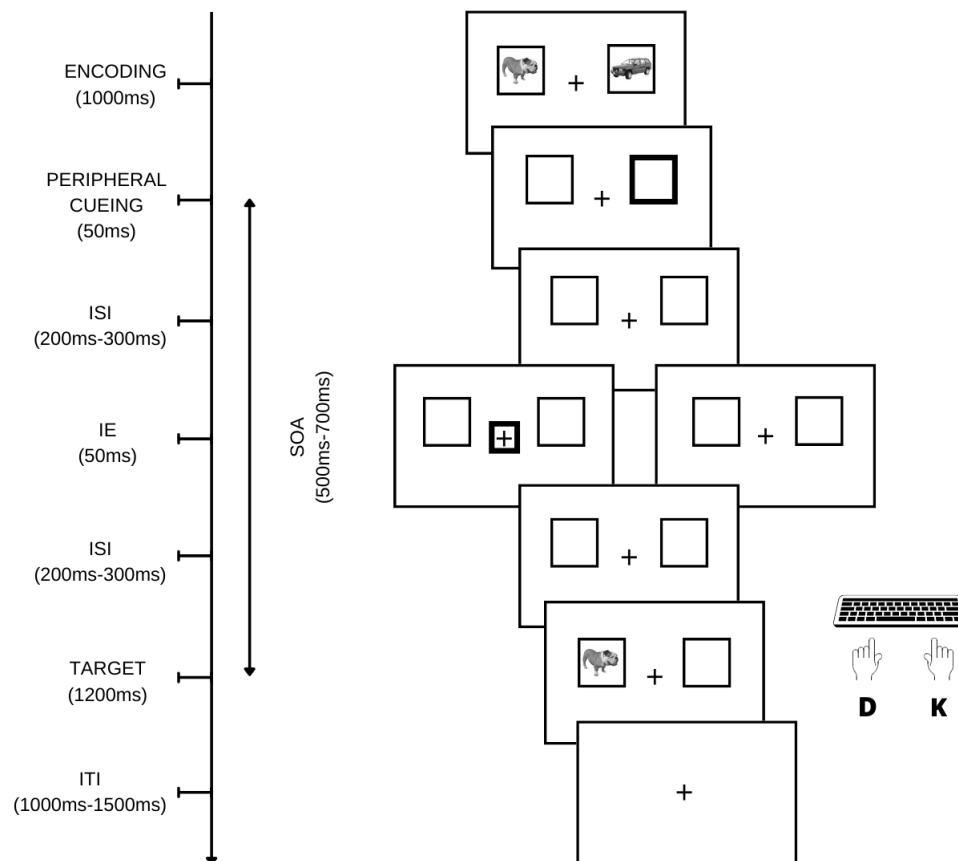 ENCODING
(1000ms)
PERIPHERAL
CUEING
(50ms)
ISI
(200ms-300ms)
IE
(50ms)
SOA
(500ms-700ms)
ISI
(200ms-300ms)
TARGET
(1200ms)
D K
ITI
(1000ms-1500ms)